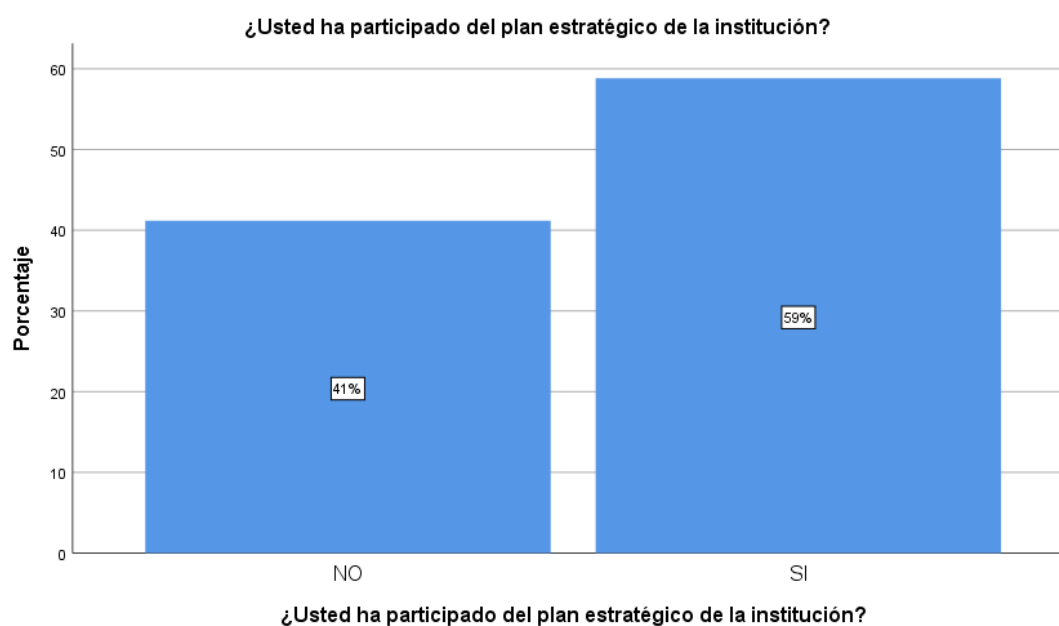 ¿Usted ha participado del plan estratégico de la institución?
Porcentaje
60
50
40
30
20
10
0
41%
59%
NO
SI
¿Usted ha participado del plan estratégico de la institución?